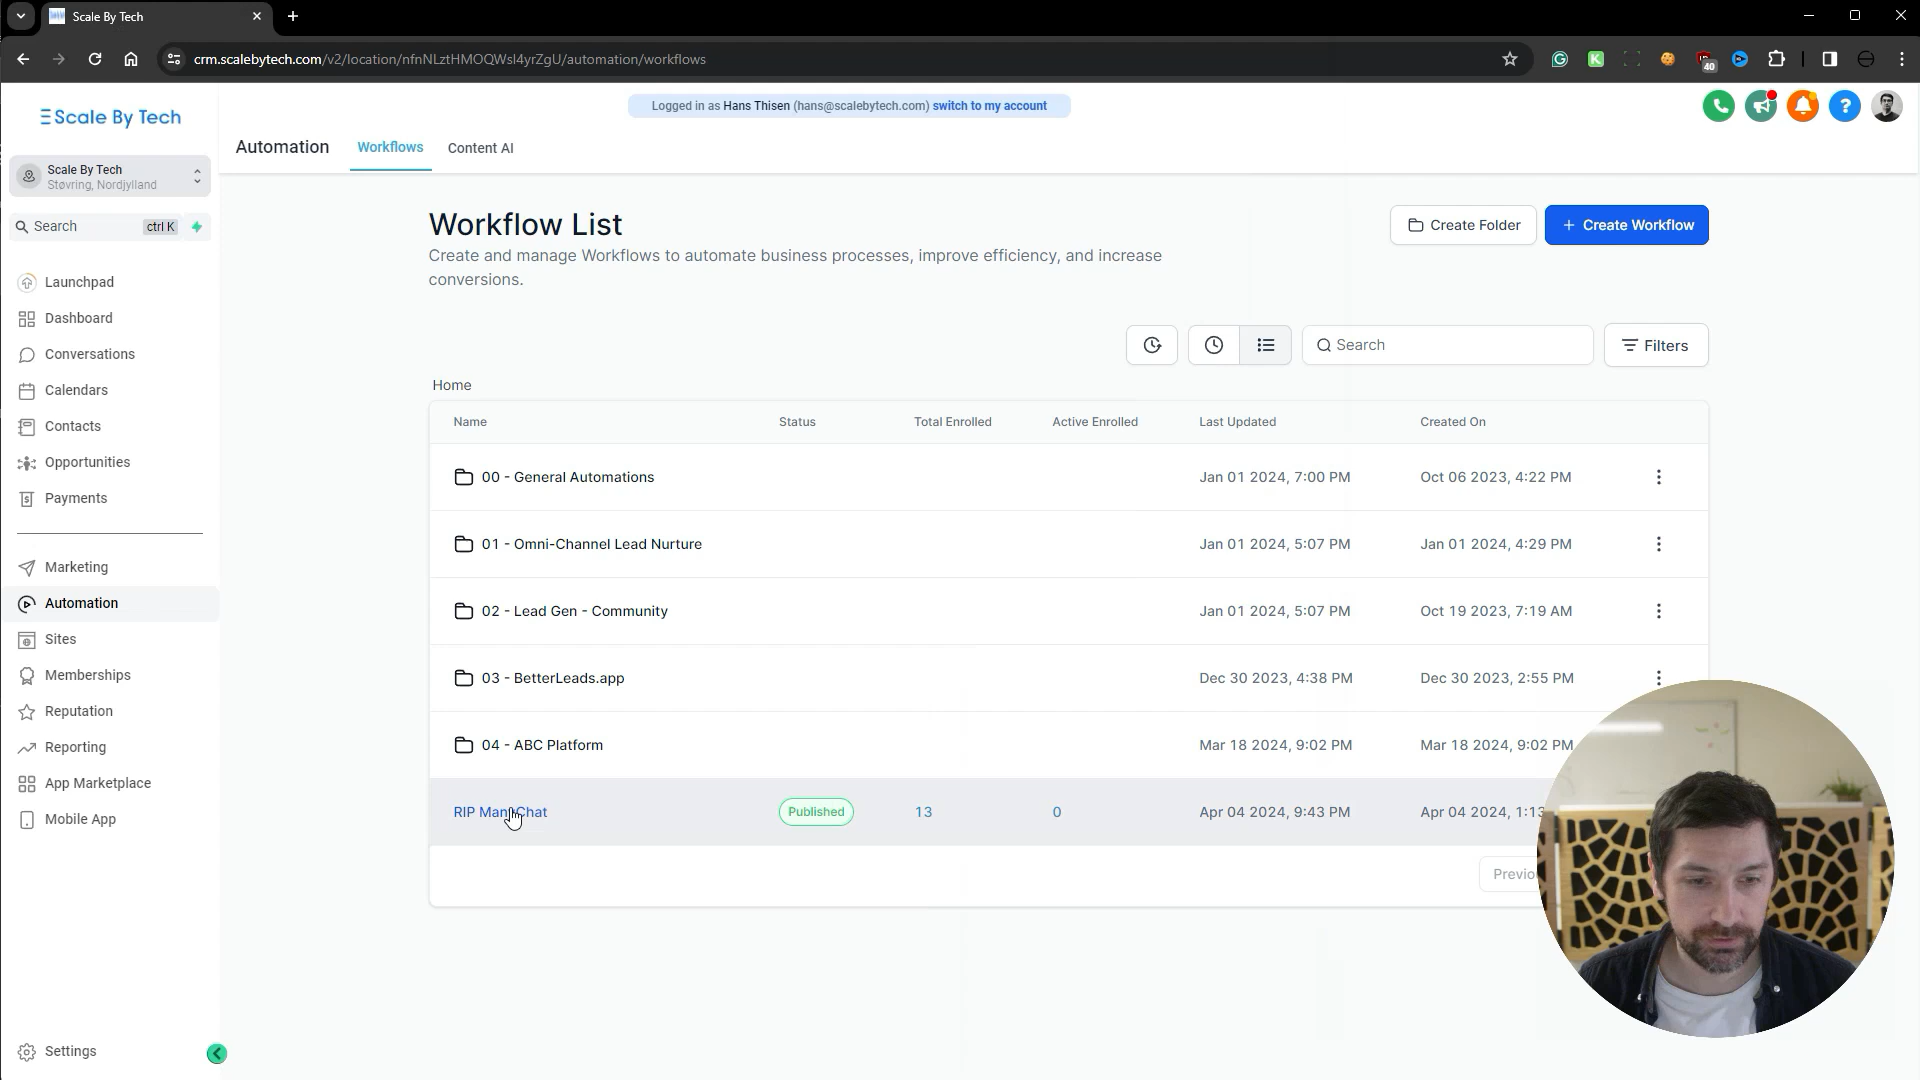 Scale By Tech
crm.scalebytech.com/v2/location/nfnNLztHMOQWsl4yrZgU/automation/workflows
40
Scale By Tech
Logged in as Hans Thisen (hans@scalebytech.com) switch to my account
Automation
Workflows
Content AI
Scale By Tech
Støvring, Nordjylland
Search
ctrl K
Launchpad
Dashboard
Conversations
Calendars
Contacts
Opportunities
Payments
Marketing
Automation
Sites
Memberships
Reputation
Reporting
App Marketplace
Mobile App
Settings
Workflow List
Create and manage Workflows to automate business processes, improve efficiency, and increase
conversions.
Create Folder
+ Create Workflow
Search
Filters
Home
Name Status Total Enrolled Active Enrolled Last Updated Created On
00 - General Automations Jan 01 2024, 7:00 PM Oct 06 2023, 4:22 PM
01 - Omni-Channel Lead Nurture Jan 01 2024, 5:07 PM Jan 01 2024, 4:29 PM
02 - Lead Gen - Community Jan 01 2024, 5:07 PM Oct 19 2023, 7:19 AM
03 - BetterLeads.app Dec 30 2023, 4:38 PM Dec 30 2023, 2:55 PM
04 - ABC Platform Mar 18 2024, 9:02 PM Mar 18 2024, 9:02 PM
RIP ManyChat Published 13 0 Apr 04 2024, 9:43 PM Apr 04 2024, 1:13
Previo